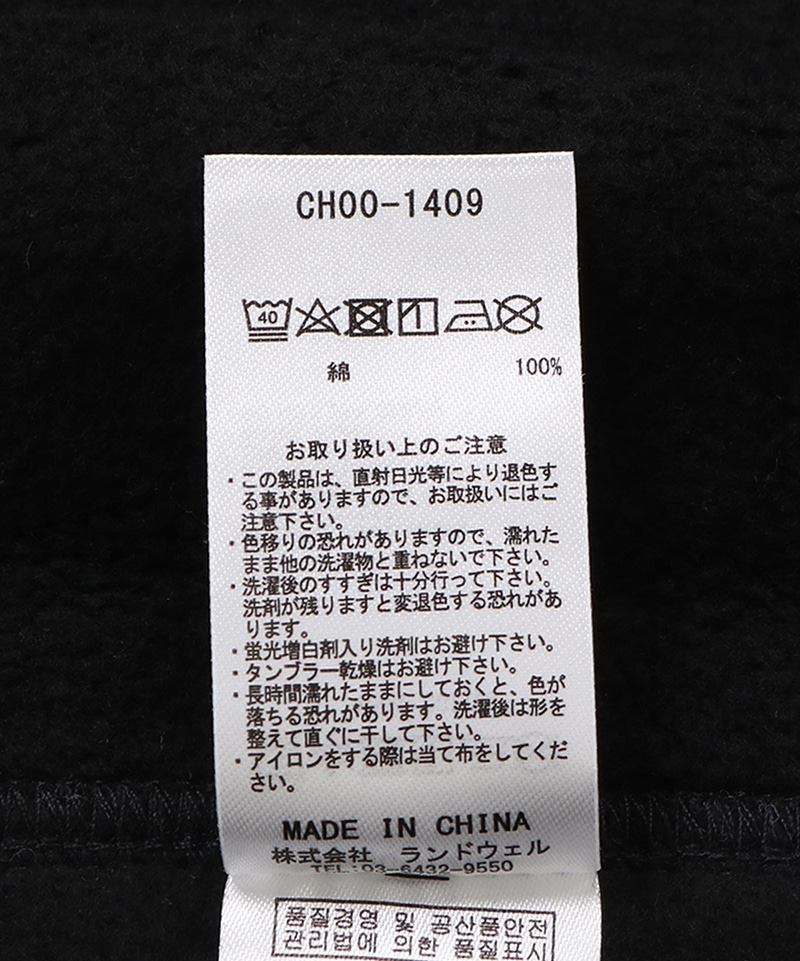 CH00-1409
40
綿 100%
お取り扱い上のご注意
・この製品は、直射日光等により退色す
る事がありますので、お取扱いにはご
注意下さい。
・色移りの恐れがありますので、濡れた
まま他の洗濯物と重ねないで下さい。
・洗濯後のすすぎは十分行って下さい。
洗剤が残りますと変退色する恐れがあ
ります。
・蛍光増白剤入り洗剤はお避け下さい。
・タンブラー乾燥はお避け下さい。
・長時間濡れたままにしておくと、色が
落ちる恐れがあります。洗濯後は形を
整えて直ぐに干して下さい。
・アイロンをする際は当て布をしてくだ
さい。
MADE IN CHINA
株式会社 ランドウェル
TEL:03-6432-9550
품질경영 및 공산품안전
관리법에 의한 품질표시